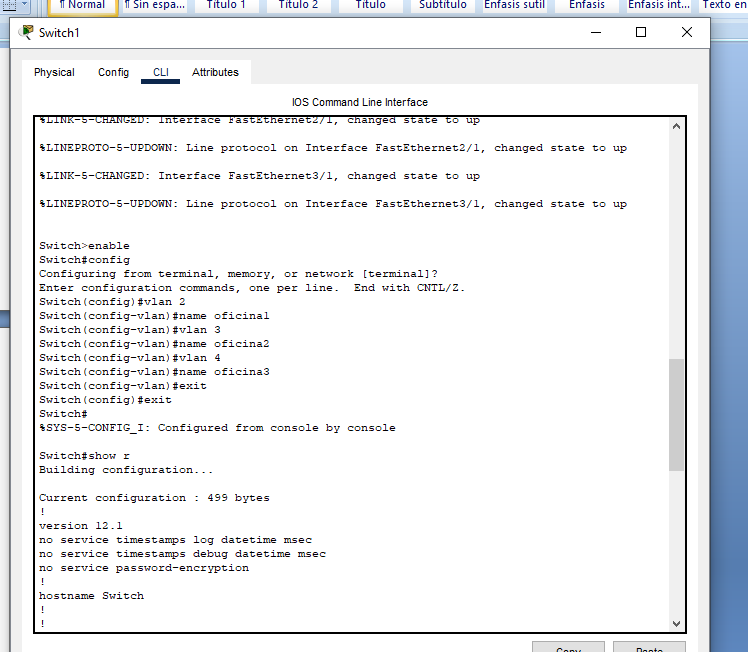 ¶ Normal ¶ Sin espa... Título 1 Título 2 Título Subtítulo Énfasis sutil Énfasis Énfasis int... Texto en
Switch1
Physical Config CLI Attributes
IOS Command Line Interface
%LINK-5-CHANGED: Interface FastEthernet2/1, changed state to up
%LINEPROTO-5-UPDOWN: Line protocol on Interface FastEthernet2/1, changed state to up
%LINK-5-CHANGED: Interface FastEthernet3/1, changed state to up
%LINEPROTO-5-UPDOWN: Line protocol on Interface FastEthernet3/1, changed state to up
Switch>enable
Switch#config
Configuring from terminal, memory, or network [terminal]?
Enter configuration commands, one per line.  End with CNTL/Z.
Switch(config)#vlan 2
Switch(config-vlan)#name oficina1
Switch(config-vlan)#vlan 3
Switch(config-vlan)#name oficina2
Switch(config-vlan)#vlan 4
Switch(config-vlan)#name oficina3
Switch(config-vlan)#exit
Switch(config)#exit
Switch#
%SYS-5-CONFIG_I: Configured from console by console
Switch#show r
Building configuration...
Current configuration : 499 bytes
!
version 12.1
no service timestamps log datetime msec
no service timestamps debug datetime msec
no service password-encryption
!
hostname Switch
!
!
Copy Paste